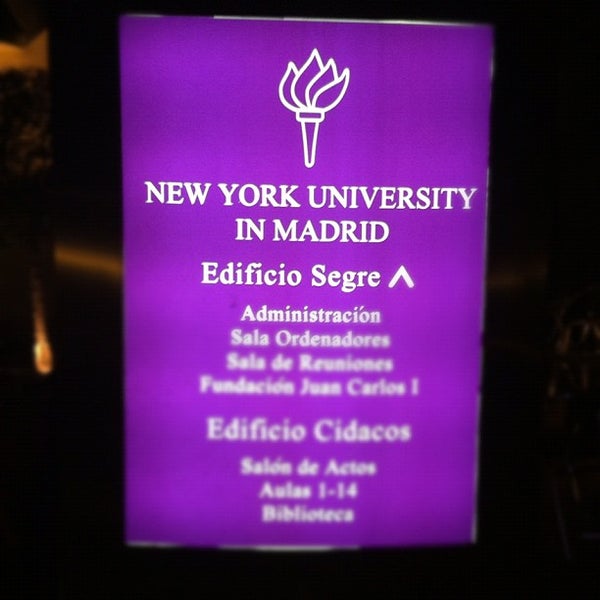 NEW YORK UNIVERSITY
IN MADRID
Edificio Segre
Administración
Sala Ordenadores
Sala de Reuniones
Fundación Juan Carlos I
Edificio Cidacos
Salón de Actos
Aulas 1-14
Biblioteca